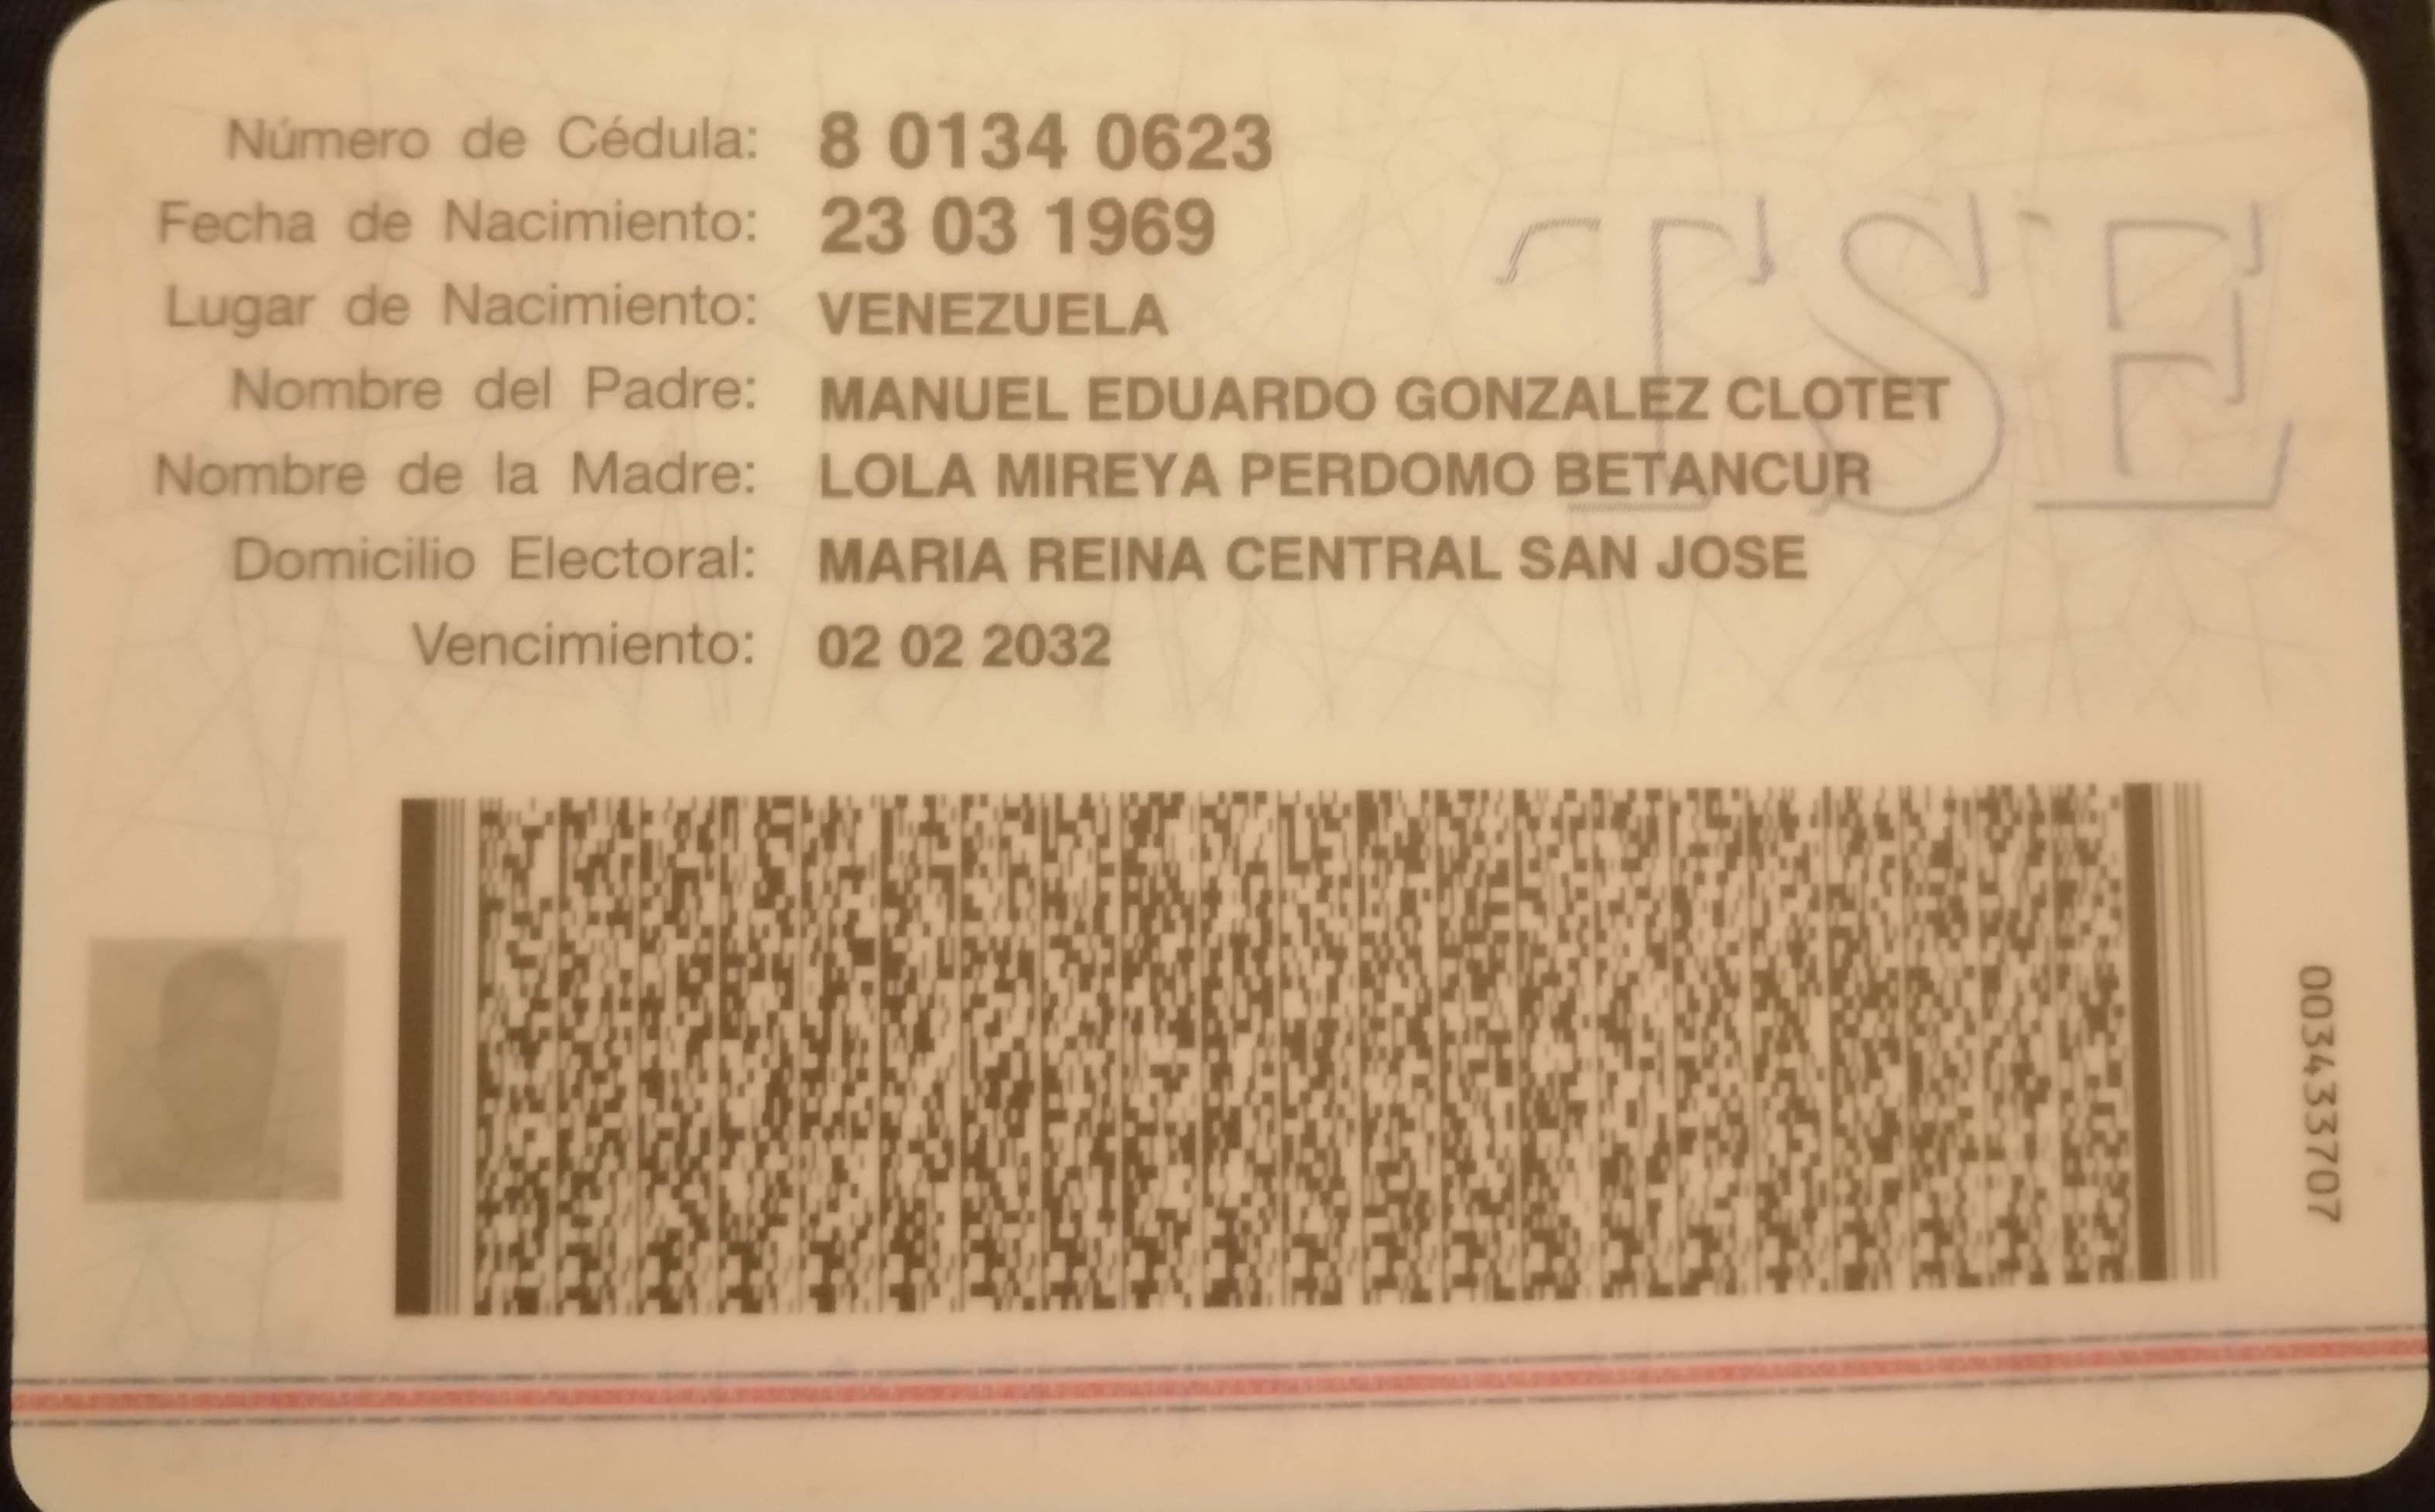 Número de Cédula: 8 0134 0623
Fecha de Nacimiento: 23 03 1969
Lugar de Nacimiento: VENEZUELA
Nombre del Padre: MANUEL EDUARDO GONZALEZ CLOTET
Nombre de la Madre: LOLA MIREYA PERDOMO BETANCUR
Domicilio Electoral: MARIA REINA CENTRAL SAN JOSE
Vencimiento: 02 02 2032
TSE
003433707